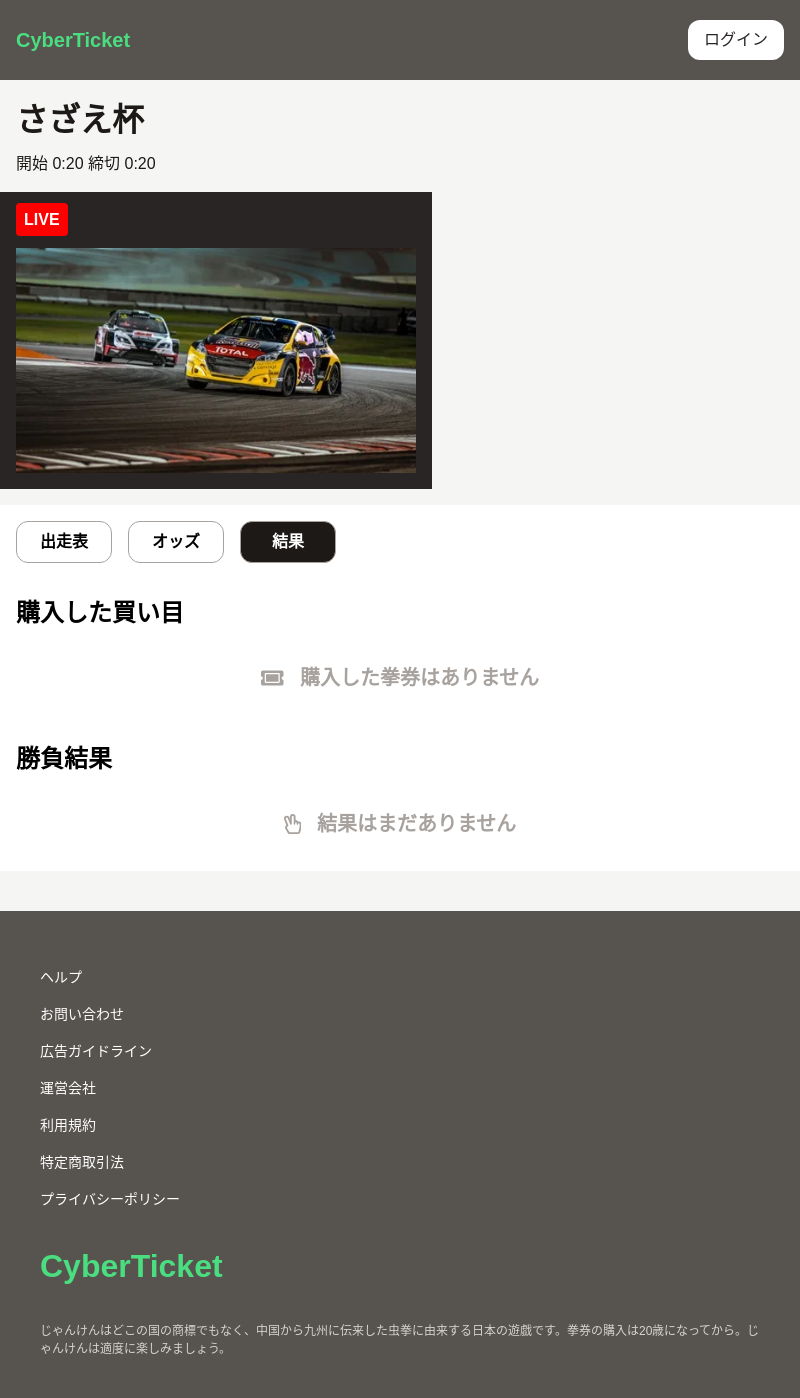 CyberTicket
ログイン
さざえ杯
開始 0:20 締切 0:20
LIVE
TOTAL
出走表
オッズ
結果
購入した買い目
購入した拳券はありません
勝負結果
結果はまだありません
ヘルプ
お問い合わせ
広告ガイドライン
運営会社
利用規約
特定商取引法
プライバシーポリシー
CyberTicket
じゃんけんはどこの国の商標でもなく、中国から九州に伝来した虫拳に由来する日本の遊戯です。拳券の購入は20歳になってから。じ
ゃんけんは適度に楽しみましょう。